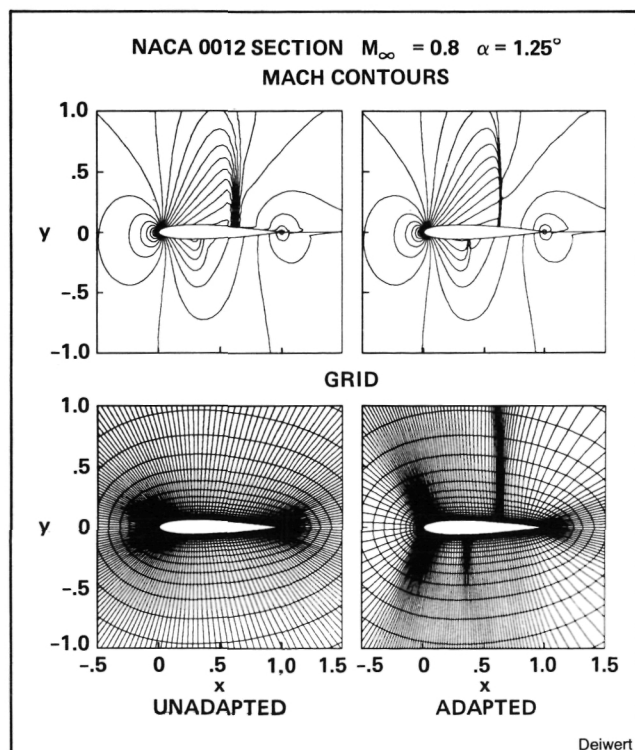 NACA 0012 SECTION M∞ = 0.8 α = 1.25°
MACH CONTOURS
1.0
.5
y 0
-.5
-1.0
GRID
1.0
.5
y 0
-.5
-1.0
-.5 0 .5 1.0 1.5 -.5 0 .5 1.0 1.5
x x
UNADAPTED ADAPTED
Deiwert